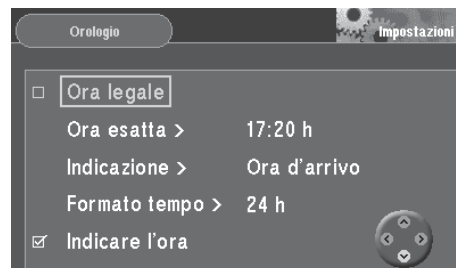 Orologio
Impostazioni
Ora legale
Ora esatta > 17:20 h
Indicazione > Ora d'arrivo
Formato tempo > 24 h
Indicare l'ora